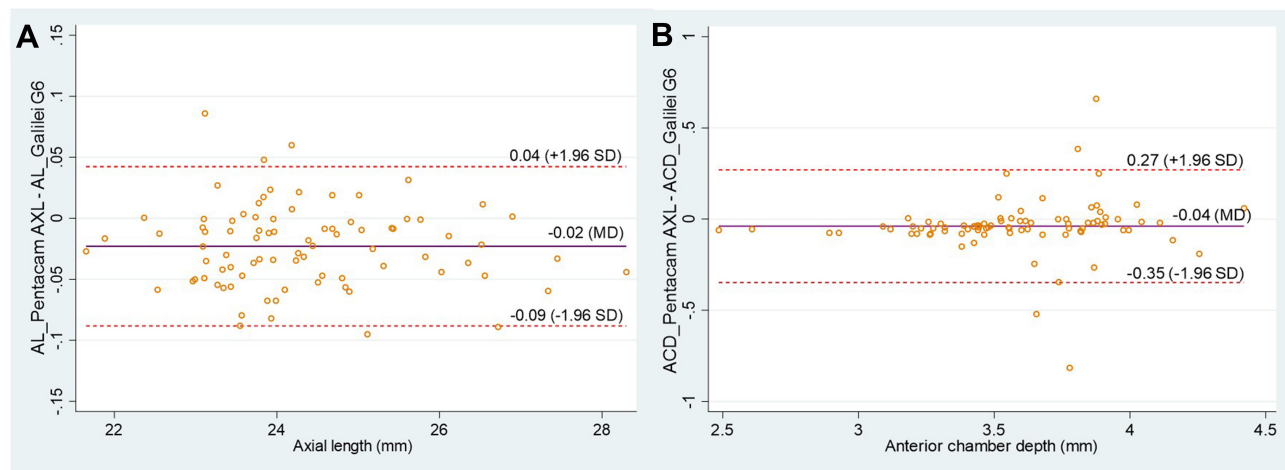 A
AL_Pentacam AXL - AL_Galilei G6
.15
.1
.05
0
-.05
-.1
-.15
0.04 (+1.96 SD)
-0.02 (MD)
-0.09 (-1.96 SD)
22 24 26 28
Axial length (mm)
B
ACD_Pentacam AXL - ACD_Galilei G6
1
.5
0
-.5
-1
0.27 (+1.96 SD)
-0.04 (MD)
-0.35 (-1.96 SD)
2.5 3 3.5 4 4.5
Anterior chamber depth (mm)